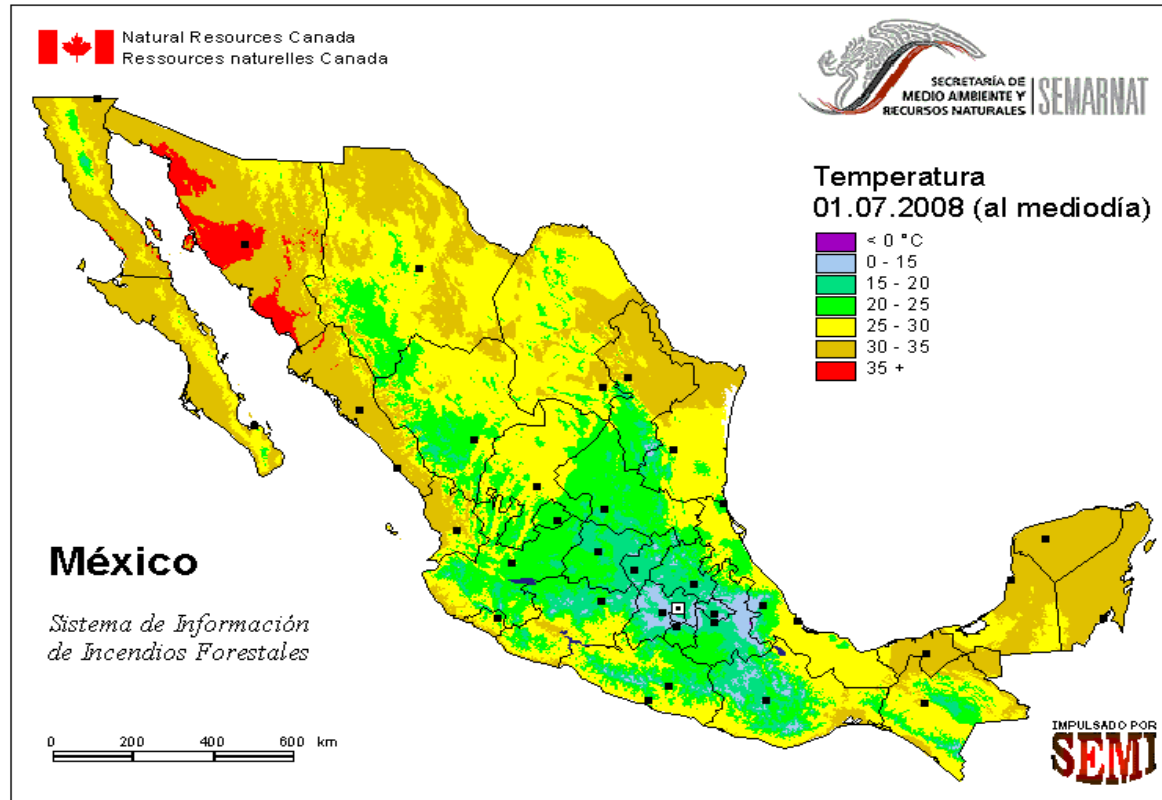 Natural Resources Canada
Ressources naturelles Canada
SECRETARÍA DE
MEDIO AMBIENTE Y
RECURSOS NATURALES
SEMARNAT
Temperatura
01.07.2008 (al mediodía)
< 0 °C
0 - 15
15 - 20
20 - 25
25 - 30
30 - 35
35 +
México
Sistema de Información
de Incendios Forestales
0 200 400 600 km
IMPULSADO POR
SEMI